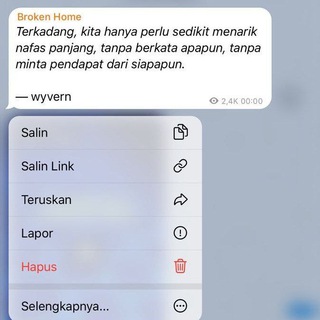 Broken Home
Terkadang, kita hanya perlu sedikit menarik
nafas panjang, tanpa berkata apapun, tanpa
minta pendapat dari siapapun.
— wyvern
2,4K 00:00
Salin
Salin Link
Teruskan
Lapor
Hapus
Selengkapnya...